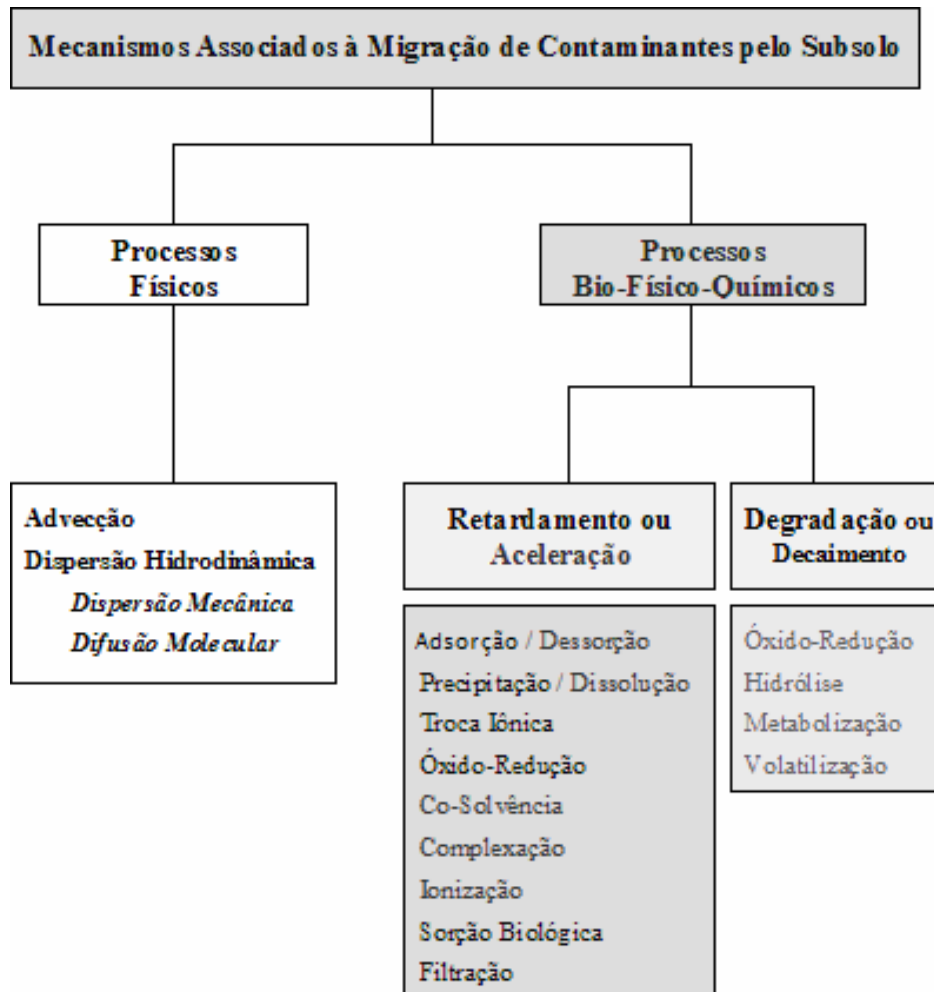 Mecanismos Associados à Migração de Contaminantes pelo Subsolo
Processos
Físicos
Processos
Bio-Físico-Químicos
Advecção
Dispersão Hidrodinâmica
Dispersão Mecânica
Difusão Molecular
Retardamento ou
Aceleração
Adsorção / Dessorção
Precipitação / Dissolução
Troca Iônica
Óxido-Redução
Co-Solvência
Complexação
Ionização
Sorção Biológica
Filtração
Degradação ou
Decaimento
Óxido-Redução
Hidrólise
Metabolização
Volatilização